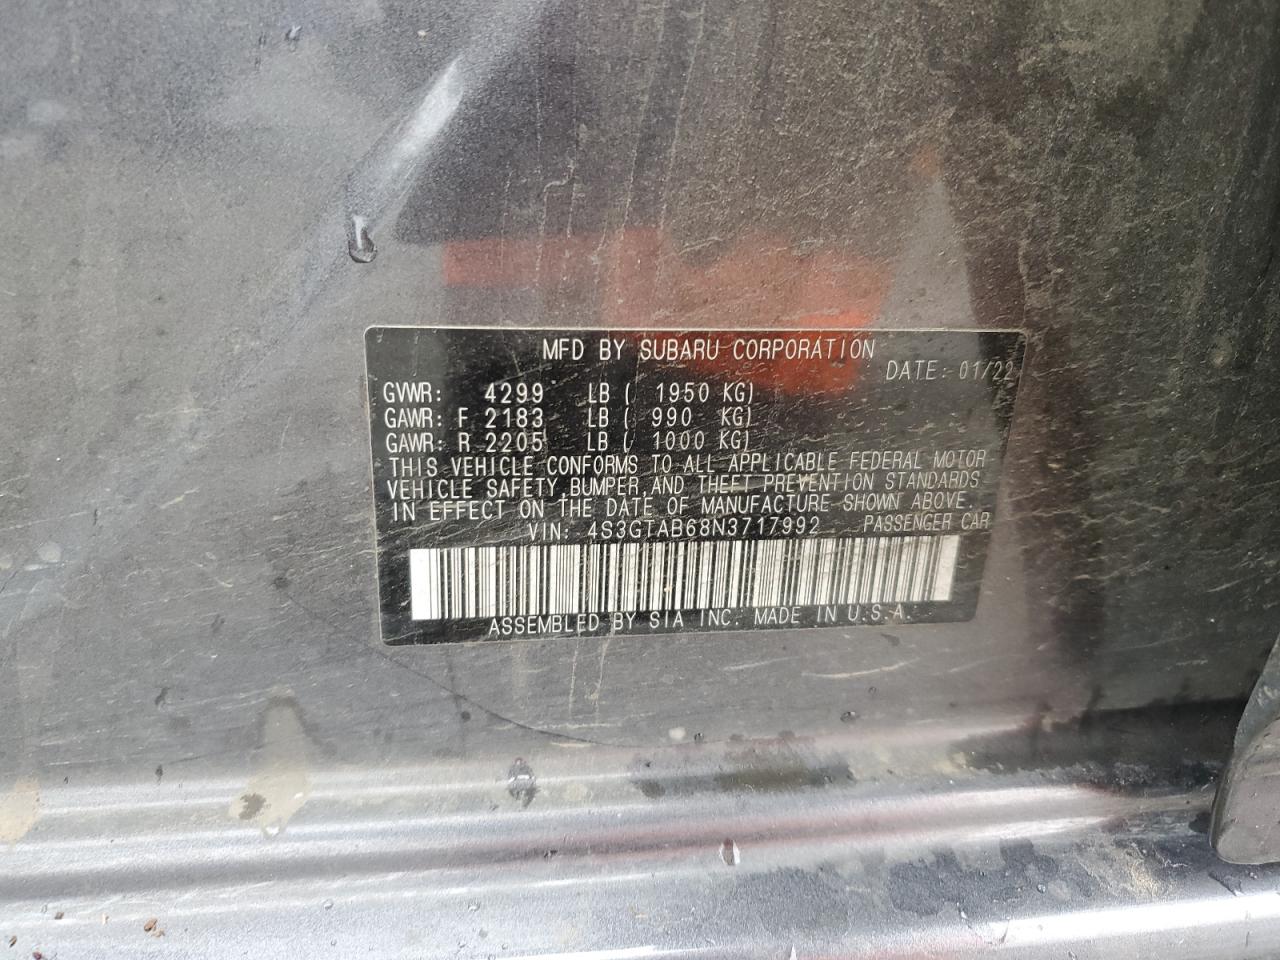 MFD BY SUBARU CORPORATION
DATE: 01/22
GVWR: 4299 LB ( 1950 KG)
GAWR: F 2183 LB ( 990 KG)
GAWR: R 2205 LB ( 1000 KG)
THIS VEHICLE CONFORMS TO ALL APPLICABLE FEDERAL MOTOR
VEHICLE SAFETY, BUMPER, AND THEFT PREVENTION STANDARDS
IN EFFECT ON THE DATE OF MANUFACTURE SHOWN ABOVE.
VIN: 4S3GTAB68N3717992 PASSENGER CAR
ASSEMBLED BY SIA INC. MADE IN U.S.A.